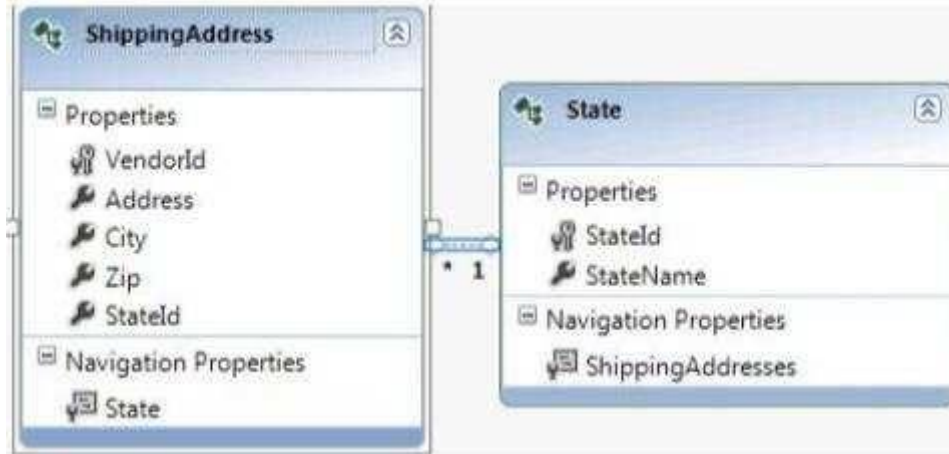 ShippingAddress
Properties
VendorId
Address
City
Zip
StateId
Navigation Properties
State
* 1
State
Properties
StateId
StateName
Navigation Properties
ShippingAddresses